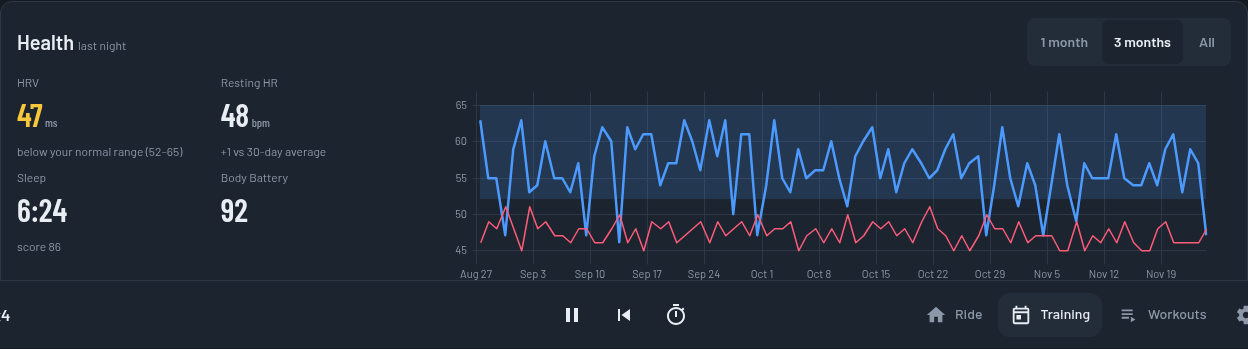 Health last night
1 month 3 months All
HRV
47 ms
below your normal range (52–65)
Resting HR
48 bpm
+1 vs 30-day average
Sleep
6:24
score 86
Body Battery
92
65
60
55
50
45
Aug 27 Sep 3 Sep 10 Sep 17 Sep 24 Oct 1 Oct 8 Oct 15 Oct 22 Oct 29 Nov 5 Nov 12 Nov 19
:4
Ride Training Workouts